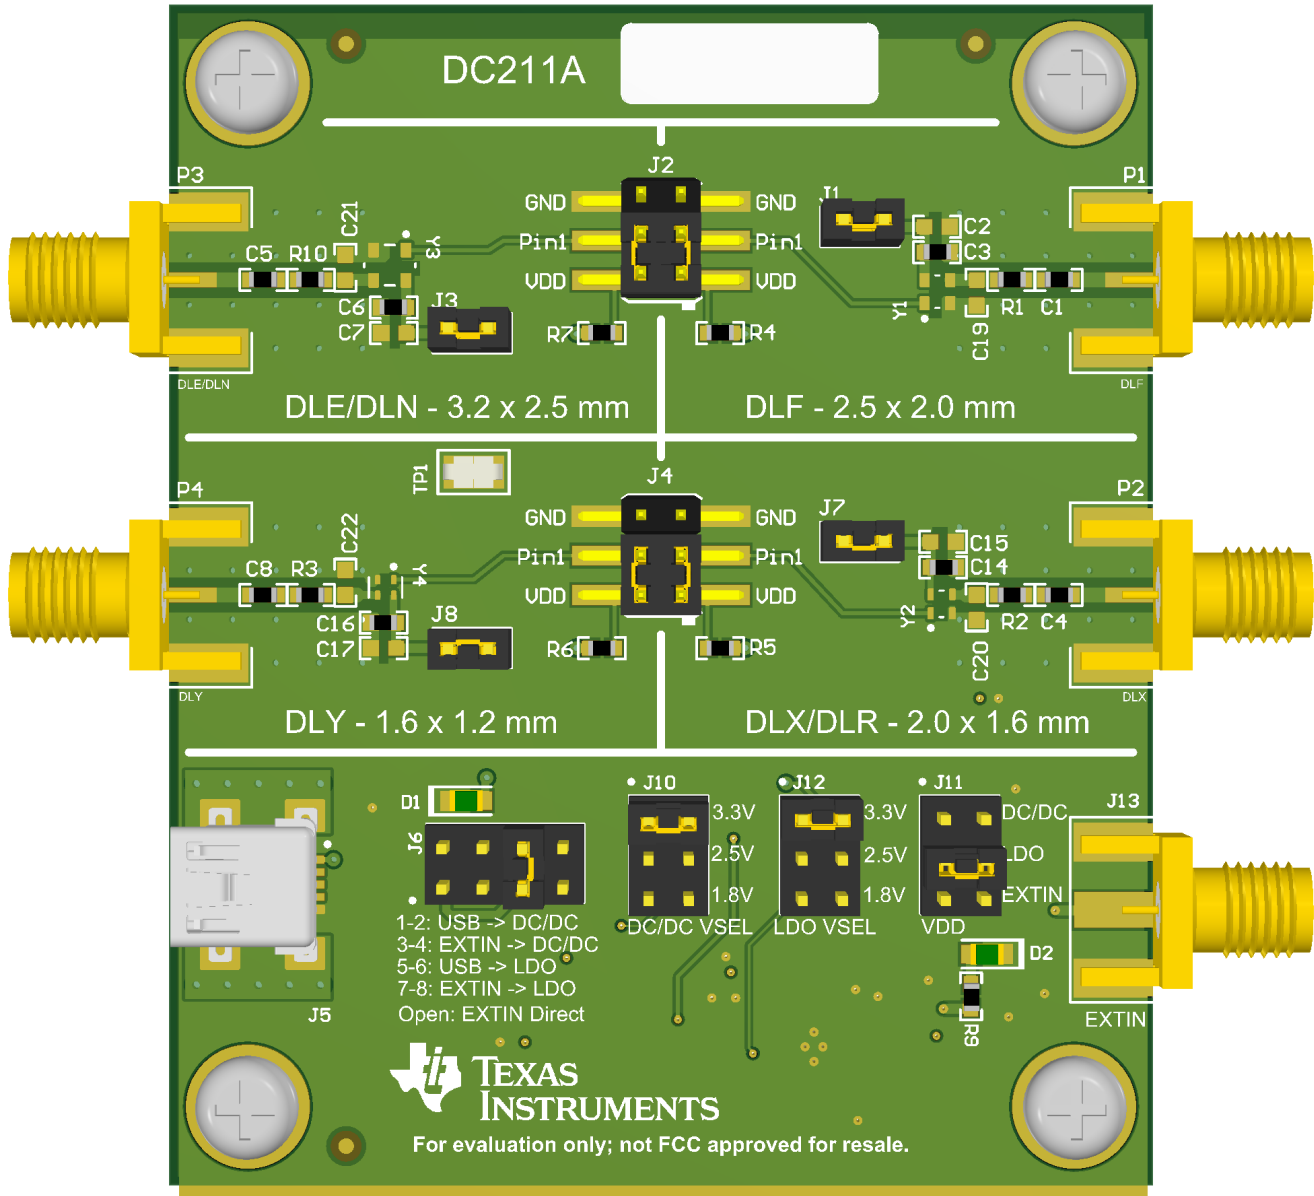 DC211A
J2
P3
P1
GND
GND
J1
C21
Y3
C2
Pin1
Pin1
C3
C5 R10
VDD
VDD
C6
J3
Y1
C19
R1 C1
C7
R7
R4
DLE/DLN
DLF
DLE/DLN - 3.2 x 2.5 mm
DLF - 2.5 x 2.0 mm
TP1
J4
P4
P2
GND
GND
J7
C22
C15
Pin1
Pin1
C14
C8 R3
Y4
VDD
VDD
C16
J8
Y2
R2 C4
C17
R6
R5
C20
DLY
DLX
DLY - 1.6 x 1.2 mm
DLX/DLR - 2.0 x 1.6 mm
J10
J12
J11
D1
J13
3.3V
3.3V
DC/DC
J6
2.5V
2.5V
LDO
1.8V
1.8V
EXTIN
DC/DC VSEL
LDO VSEL
VDD
1-2: USB -> DC/DC
3-4: EXTIN -> DC/DC
5-6: USB -> LDO
7-8: EXTIN -> LDO
Open: EXTIN Direct
D2
J5
R9
EXTIN
TEXAS
INSTRUMENTS
For evaluation only; not FCC approved for resale.